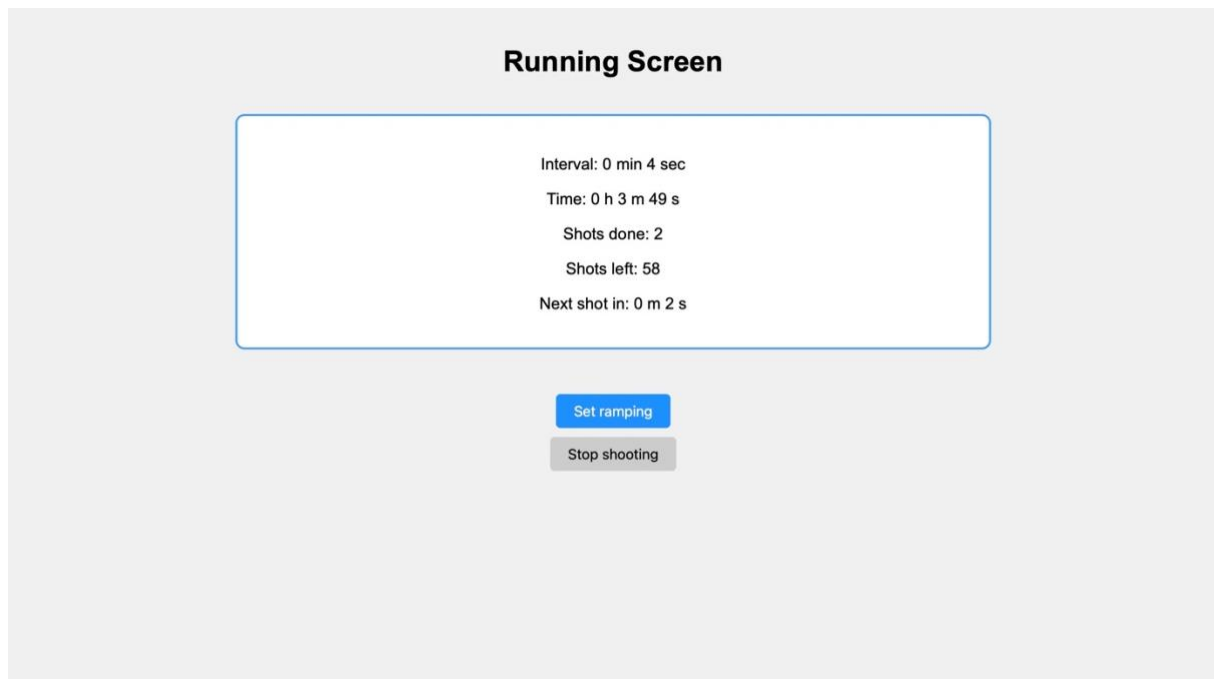 Running Screen
Interval: 0 min 4 sec
Time: 0 h 3 m 49 s
Shots done: 2
Shots left: 58
Next shot in: 0 m 2 s
Set ramping
Stop shooting